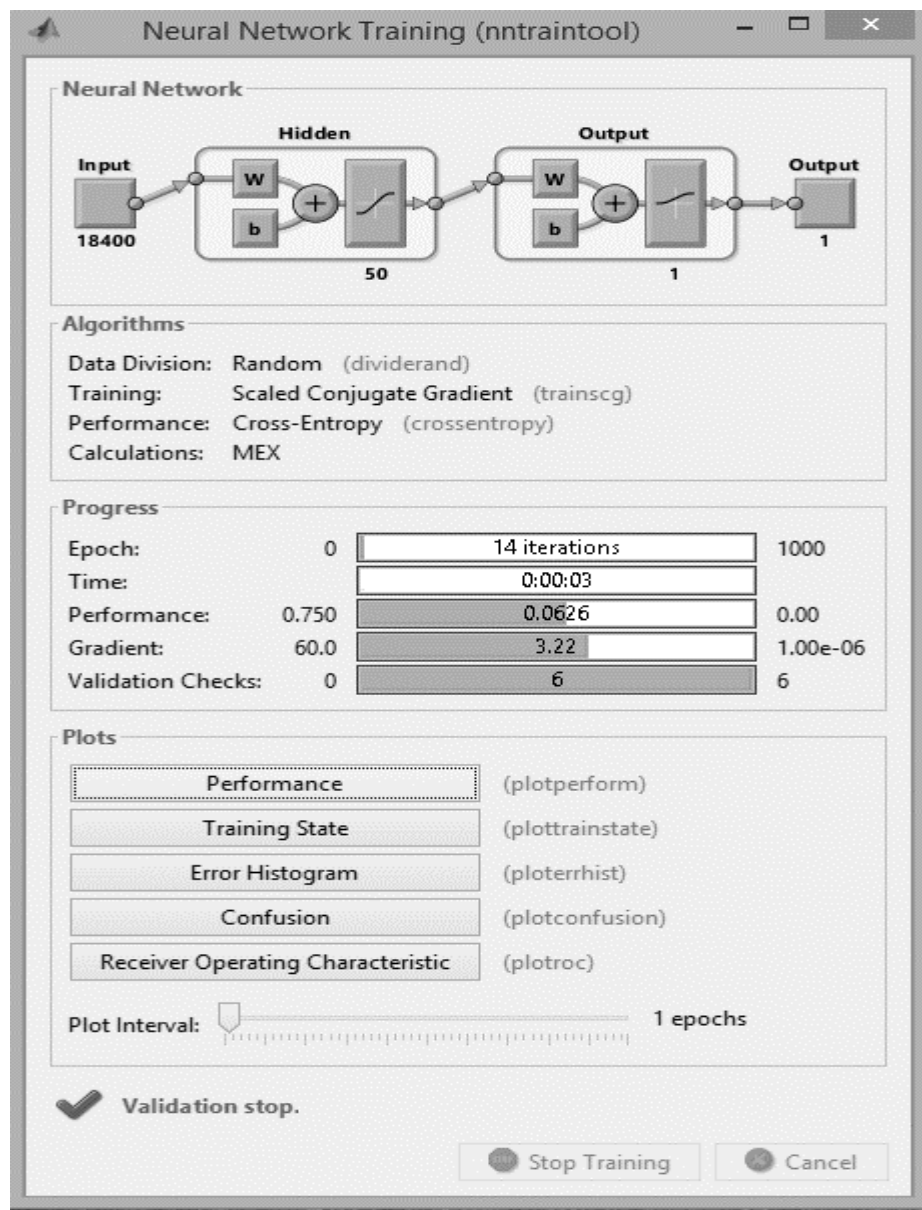 Neural Network Training (nntraintool)
Neural Network
Hidden
Output
Input
W
b
+
W
b
+
Output
18400
50
1
1
Algorithms
Data Division: Random (dividerand)
Training: Scaled Conjugate Gradient (trainscg)
Performance: Cross-Entropy (crossentropy)
Calculations: MEX
Progress
Epoch: 0 14 iterations 1000
Time: 0:00:03
Performance: 0.750 0.0626 0.00
Gradient: 60.0 3.22 1.00e-06
Validation Checks: 0 6 6
Plots
Performance (plotperform)
Training State (plottrainstate)
Error Histogram (ploterrhist)
Confusion (plotconfusion)
Receiver Operating Characteristic (plotroc)
Plot Interval: 1 epochs
Validation stop.
Stop Training Cancel